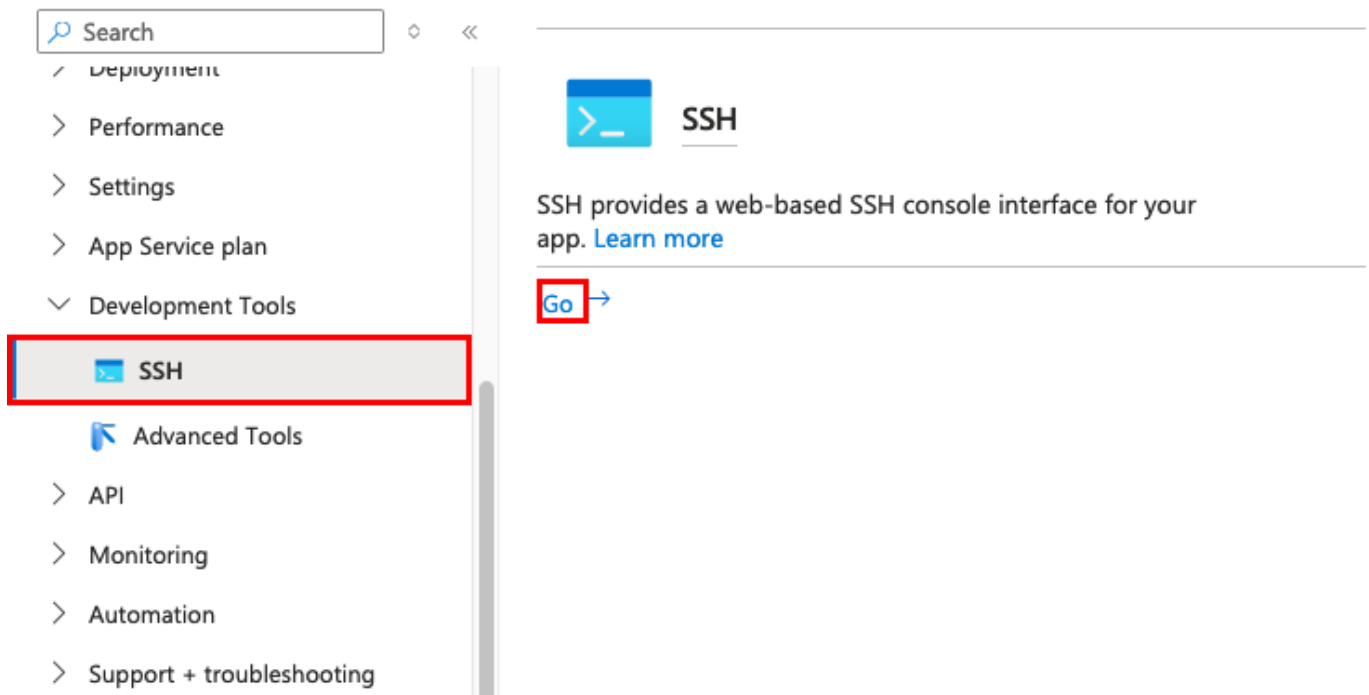 Search
Deployment
Performance
Settings
App Service plan
Development Tools
SSH
Advanced Tools
API
Monitoring
Automation
Support + troubleshooting
SSH
SSH provides a web-based SSH console interface for your
app. Learn more
Go